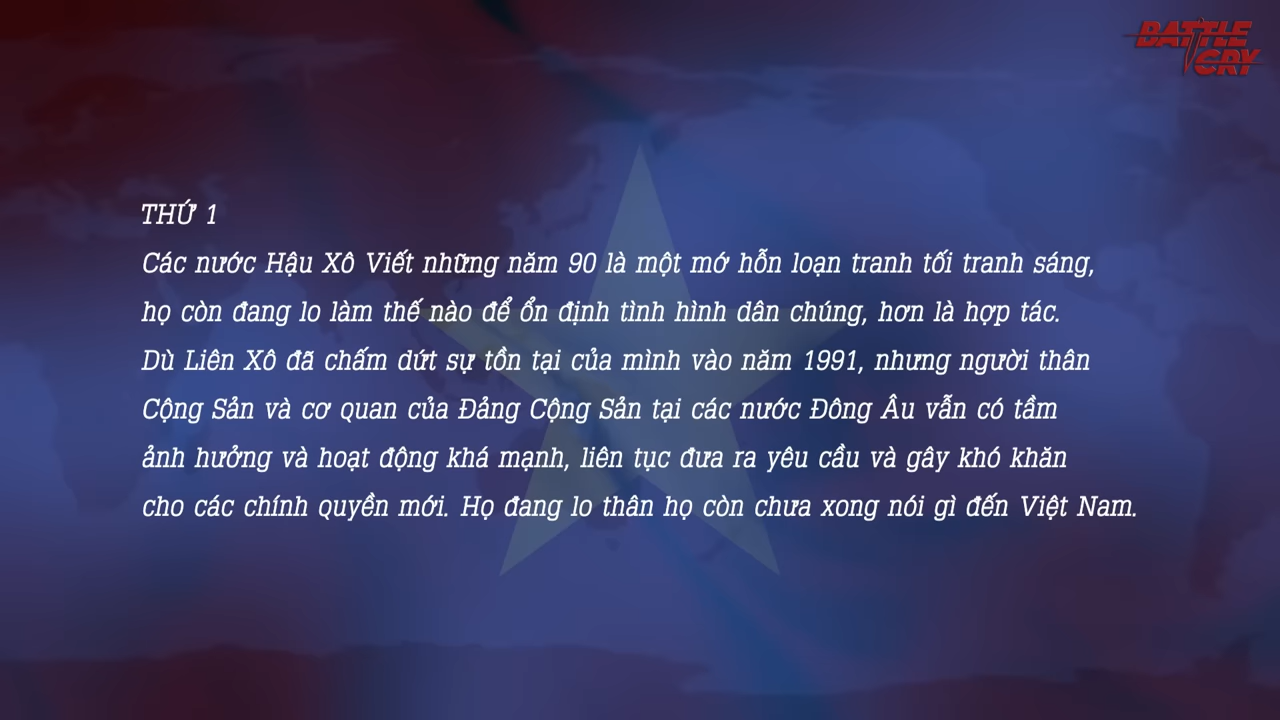 BATTLE
CRY
THỨ 1
Các nước Hậu Xô Viết những năm 90 là một mớ hỗn loạn tranh tối tranh sáng,
họ còn đang lo làm thế nào để ổn định tình hình dân chúng, hơn là hợp tác.
Dù Liên Xô đã chấm dứt sự tồn tại của mình vào năm 1991, nhưng người thân
Cộng Sản và cơ quan của Đảng Cộng Sản tại các nước Đông Âu vẫn có tầm
ảnh hưởng và hoạt động khá mạnh, liên tục đưa ra yêu cầu và gây khó khăn
cho các chính quyền mới. Họ đang lo thân họ còn chưa xong nói gì đến Việt Nam.